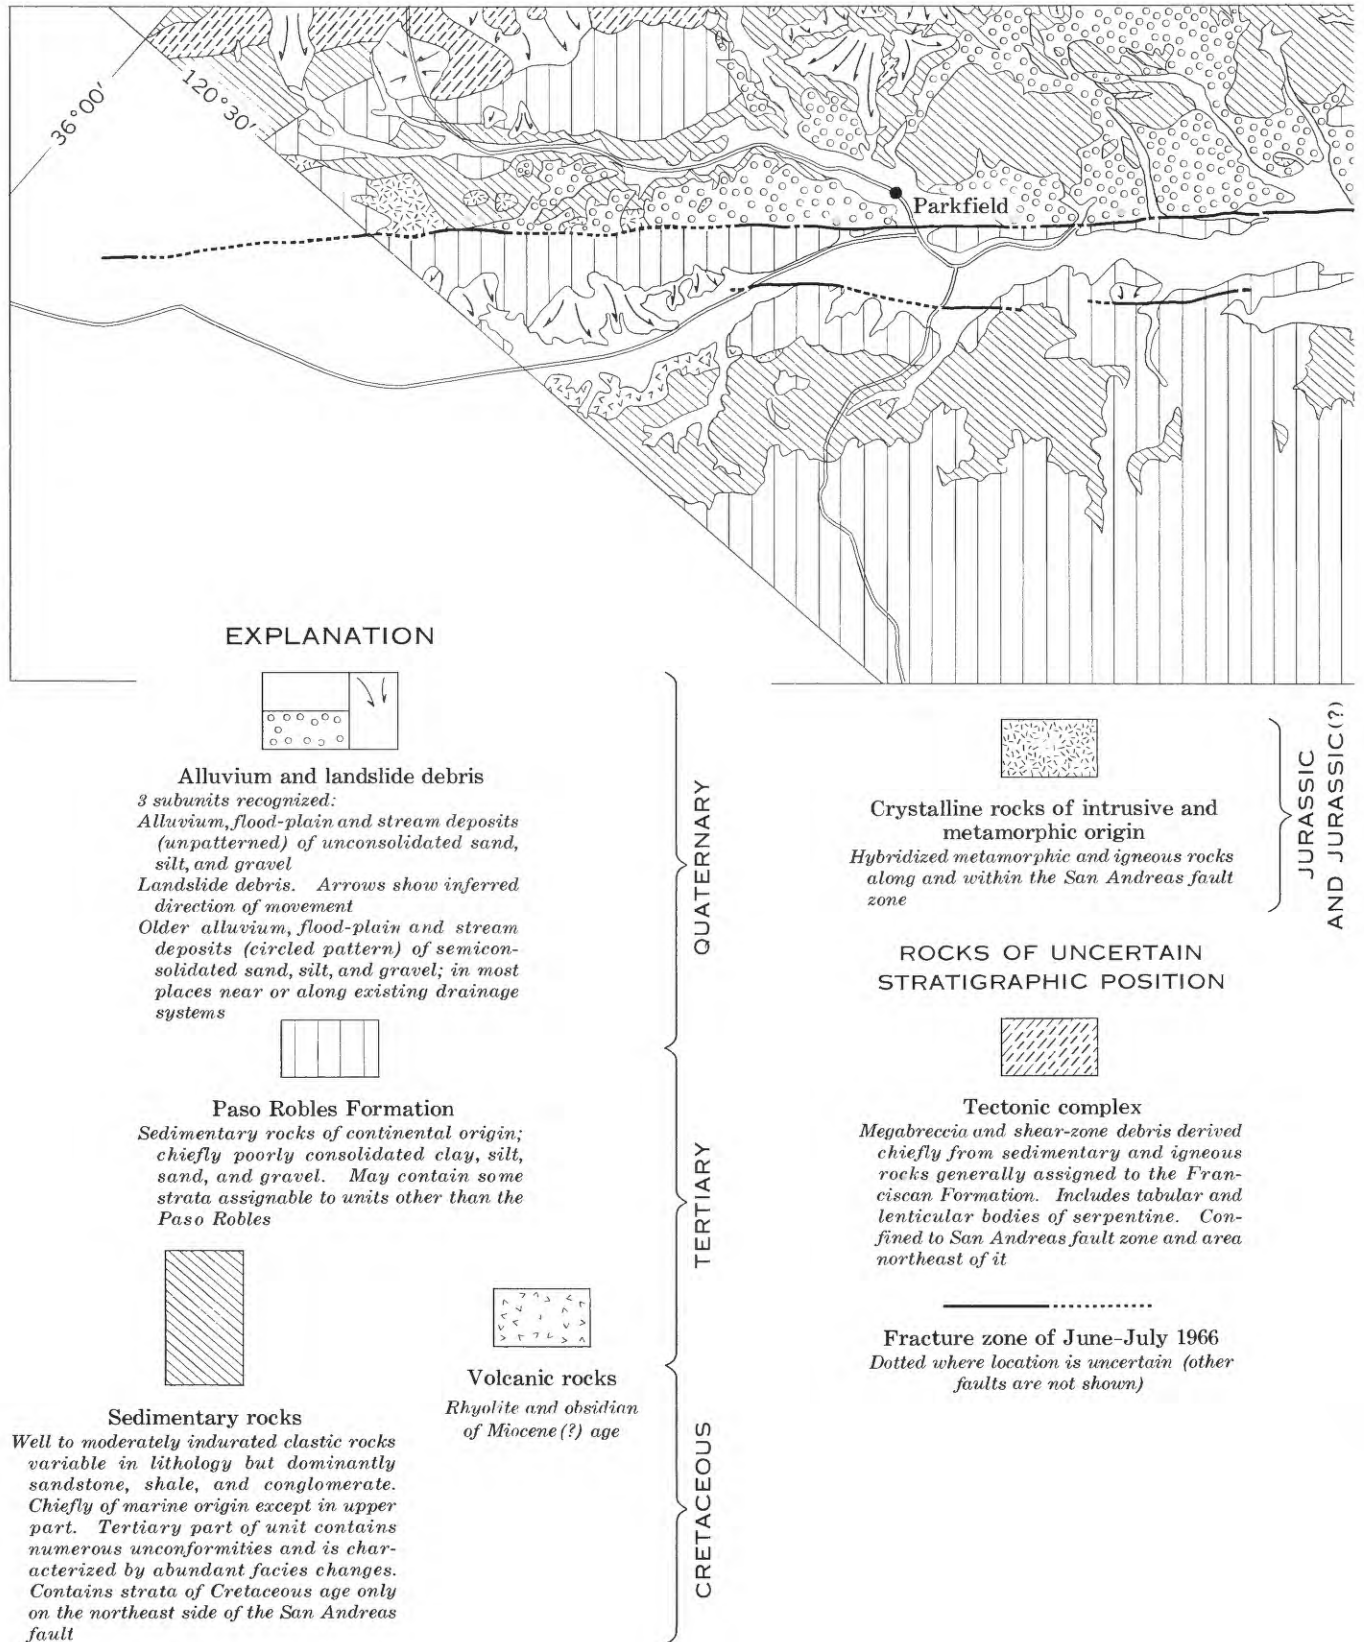 36°00'
120°30'
Parkfield
EXPLANATION
Alluvium and landslide debris
3 subunits recognized:
Alluvium, flood-plain and stream deposits
(unpatterned) of unconsolidated sand,
silt, and gravel
Landslide debris. Arrows show inferred
direction of movement
Older alluvium, flood-plain and stream
deposits (circled pattern) of semicon-
solidated sand, silt, and gravel; in most
places near or along existing drainage
systems
Paso Robles Formation
Sedimentary rocks of continental origin;
chiefly poorly consolidated clay, silt,
sand, and gravel. May contain some
strata assignable to units other than the
Paso Robles
Sedimentary rocks
Well to moderately indurated clastic rocks
variable in lithology but dominantly
sandstone, shale, and conglomerate.
Chiefly of marine origin except in upper
part. Tertiary part of unit contains
numerous unconformities and is char-
acterized by abundant facies changes.
Contains strata of Cretaceous age only
on the northeast side of the San Andreas
fault
Volcanic rocks
Rhyolite and obsidian
of Miocene(?) age
QUATERNARY
TERTIARY
CRETACEOUS
Crystalline rocks of intrusive and
metamorphic origin
Hybridized metamorphic and igneous rocks
along and within the San Andreas fault
zone
JURASSIC
AND JURASSIC(?)
ROCKS OF UNCERTAIN
STRATIGRAPHIC POSITION
Tectonic complex
Megabreccia and shear-zone debris derived
chiefly from sedimentary and igneous
rocks generally assigned to the Fran-
ciscan Formation. Includes tabular and
lenticular bodies of serpentine. Con-
fined to San Andreas fault zone and area
northeast of it
Fracture zone of June-July 1966
Dotted where location is uncertain (other
faults are not shown)